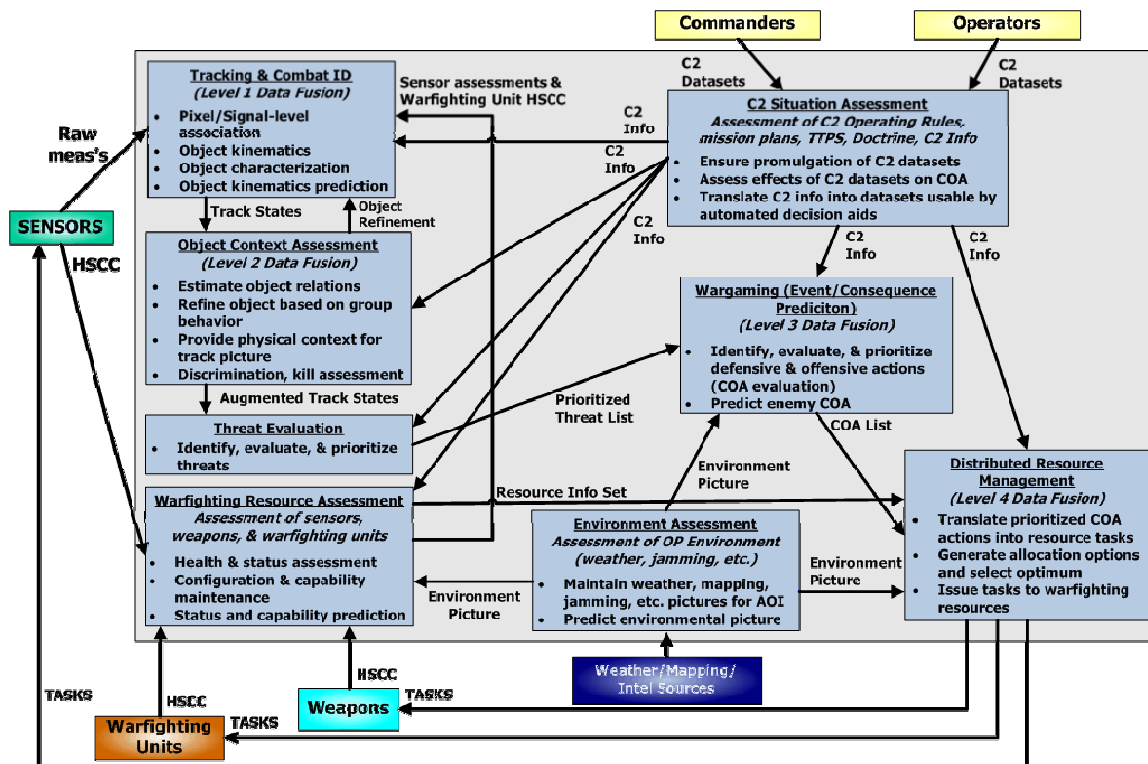 Commanders
Operators
C2
Datasets
C2
Datasets
Tracking & Combat ID
(Level 1 Data Fusion)
• Pixel/Signal-level
association
• Object kinematics
• Object characterization
• Object kinematics prediction
Sensor assessments &
Warfighting Unit HSCC
C2
Info
C2
Info
C2
Info
C2 Situation Assessment
Assessment of C2 Operating Rules,
mission plans, TTPS, Doctrine, C2 Info
• Ensure promulgation of C2 datasets
• Assess effects of C2 datasets on COA
• Translate C2 info into datasets usable by
automated decision aids
Raw
meas's
SENSORS
HSCC
Track States
Object
Refinement
Object Context Assessment
(Level 2 Data Fusion)
• Estimate object relations
• Refine object based on group
behavior
• Provide physical context for
track picture
• Discrimination, kill assessment
C2
Info
C2
Info
Wargaming (Event/Consequence
Prediciton)
(Level 3 Data Fusion)
• Identify, evaluate, & prioritize
defensive & offensive actions
(COA evaluation)
• Predict enemy COA
Augmented Track States
Prioritized
Threat List
COA List
Threat Evaluation
• Identify, evaluate, & prioritize
threats
Environment
Picture
Distributed Resource
Management
(Level 4 Data Fusion)
• Translate prioritized COA
actions into resource tasks
• Generate allocation options
and select optimum
• Issue tasks to warfighting
resources
Warfighting Resource Assessment
Assessment of sensors,
weapons, & warfighting units
• Health & status assessment
• Configuration & capability
maintenance
• Status and capability prediction
Resource Info Set
Environment Assessment
Assessment of OP Environment
(weather, jamming, etc.)
• Maintain weather, mapping,
jamming, etc. pictures for AOI
• Predict environmental picture
Environment
Picture
Environment
Picture
HSCC
Weather/Mapping/
Intel Sources
TASKS
HSCC
Weapons
TASKS
Warfighting
Units
TASKS